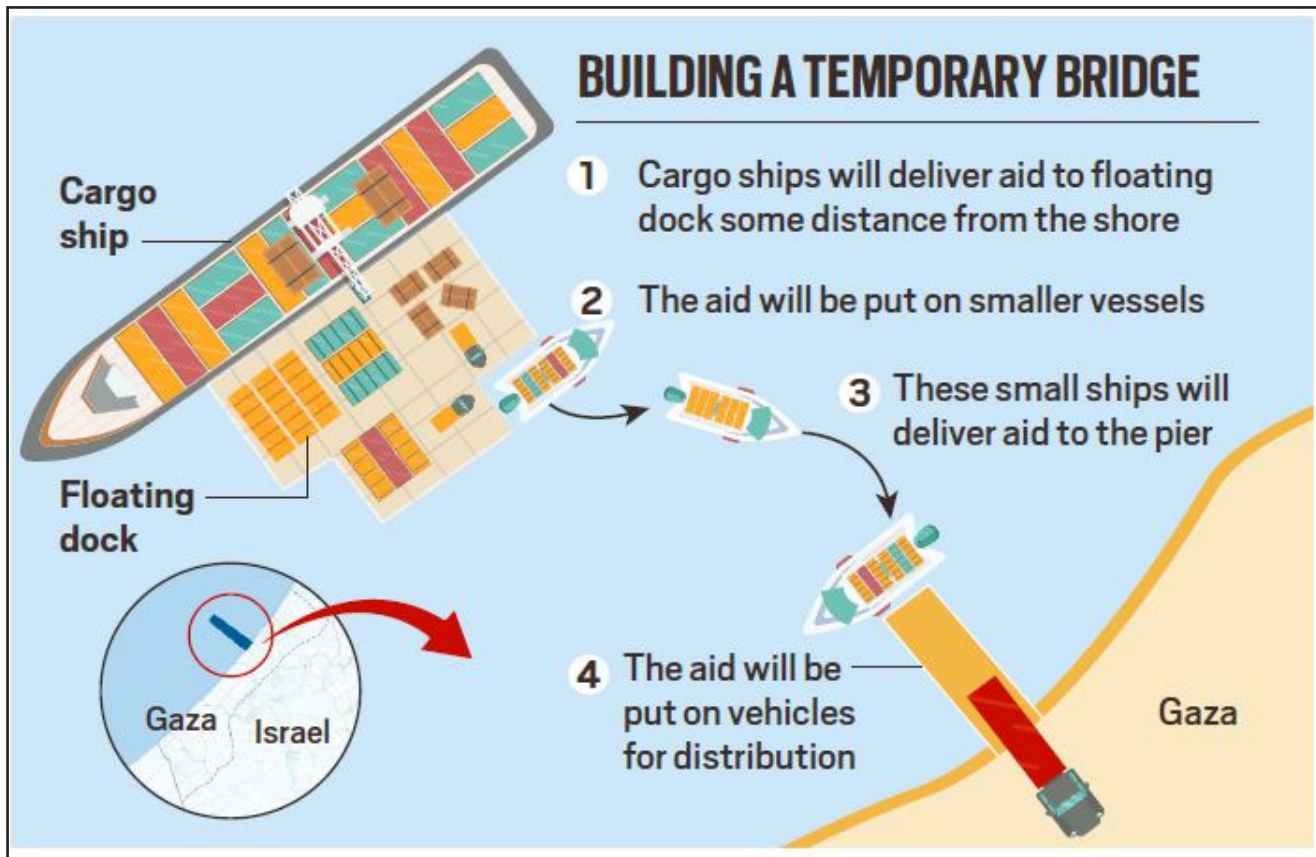 BUILDING A TEMPORARY BRIDGE
Cargo
ship
1 Cargo ships will deliver aid to floating
dock some distance from the shore
2 The aid will be put on smaller vessels
3 These small ships will
deliver aid to the pier
Floating
dock
4 The aid will be
put on vehicles
for distribution
Gaza
Gaza
Israel